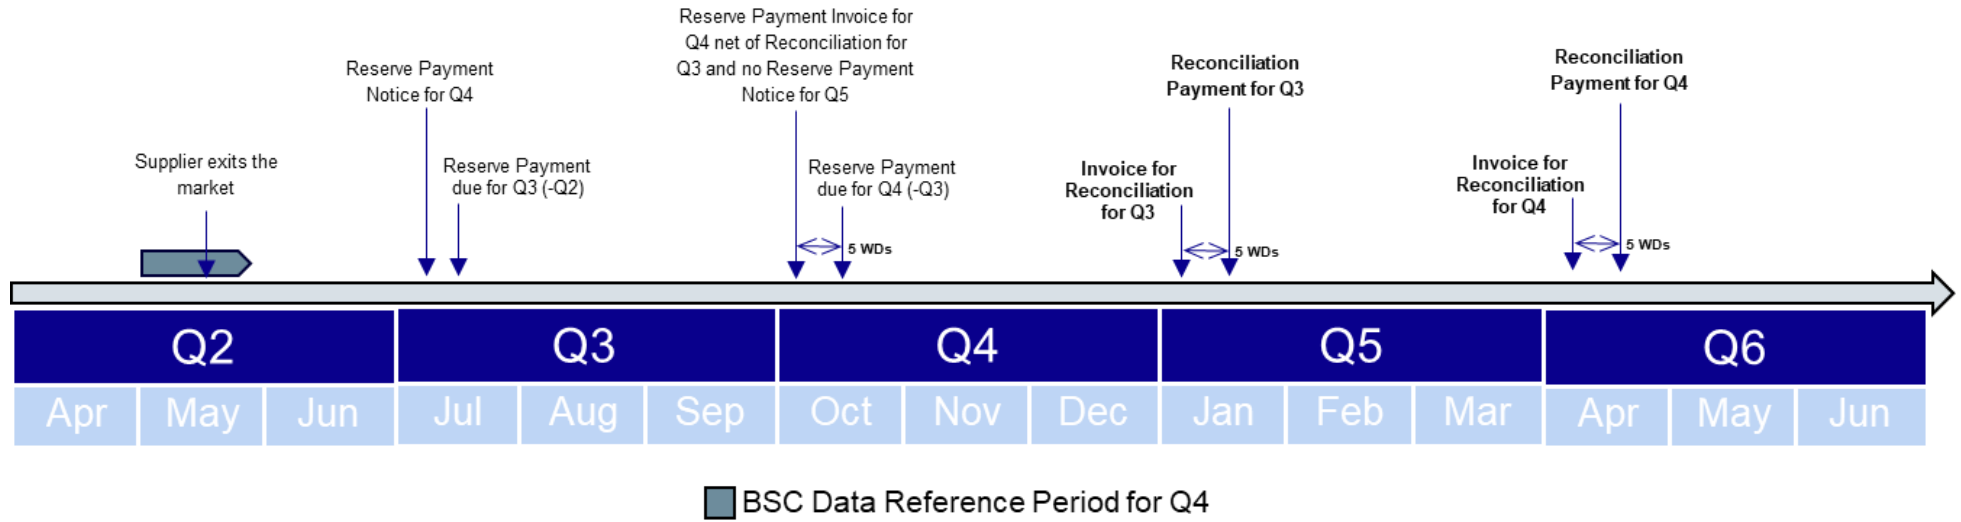 Reserve Payment Invoice for
Q4 net of Reconciliation for
Q3 and no Reserve Payment
Notice for Q5
Reserve Payment
Notice for Q4
Reconciliation
Payment for Q3
Reconciliation
Payment for Q4
Supplier exits the
market
Reserve Payment
due for Q3 (-Q2)
Reserve Payment
due for Q4 (-Q3)
Invoice for
Reconciliation
for Q3
Invoice for
Reconciliation
for Q4
5 WDs
5 WDs
5 WDs
Q2 Q3 Q4 Q5 Q6
Apr May Jun Jul Aug Sep Oct Nov Dec Jan Feb Mar Apr May Jun
BSC Data Reference Period for Q4